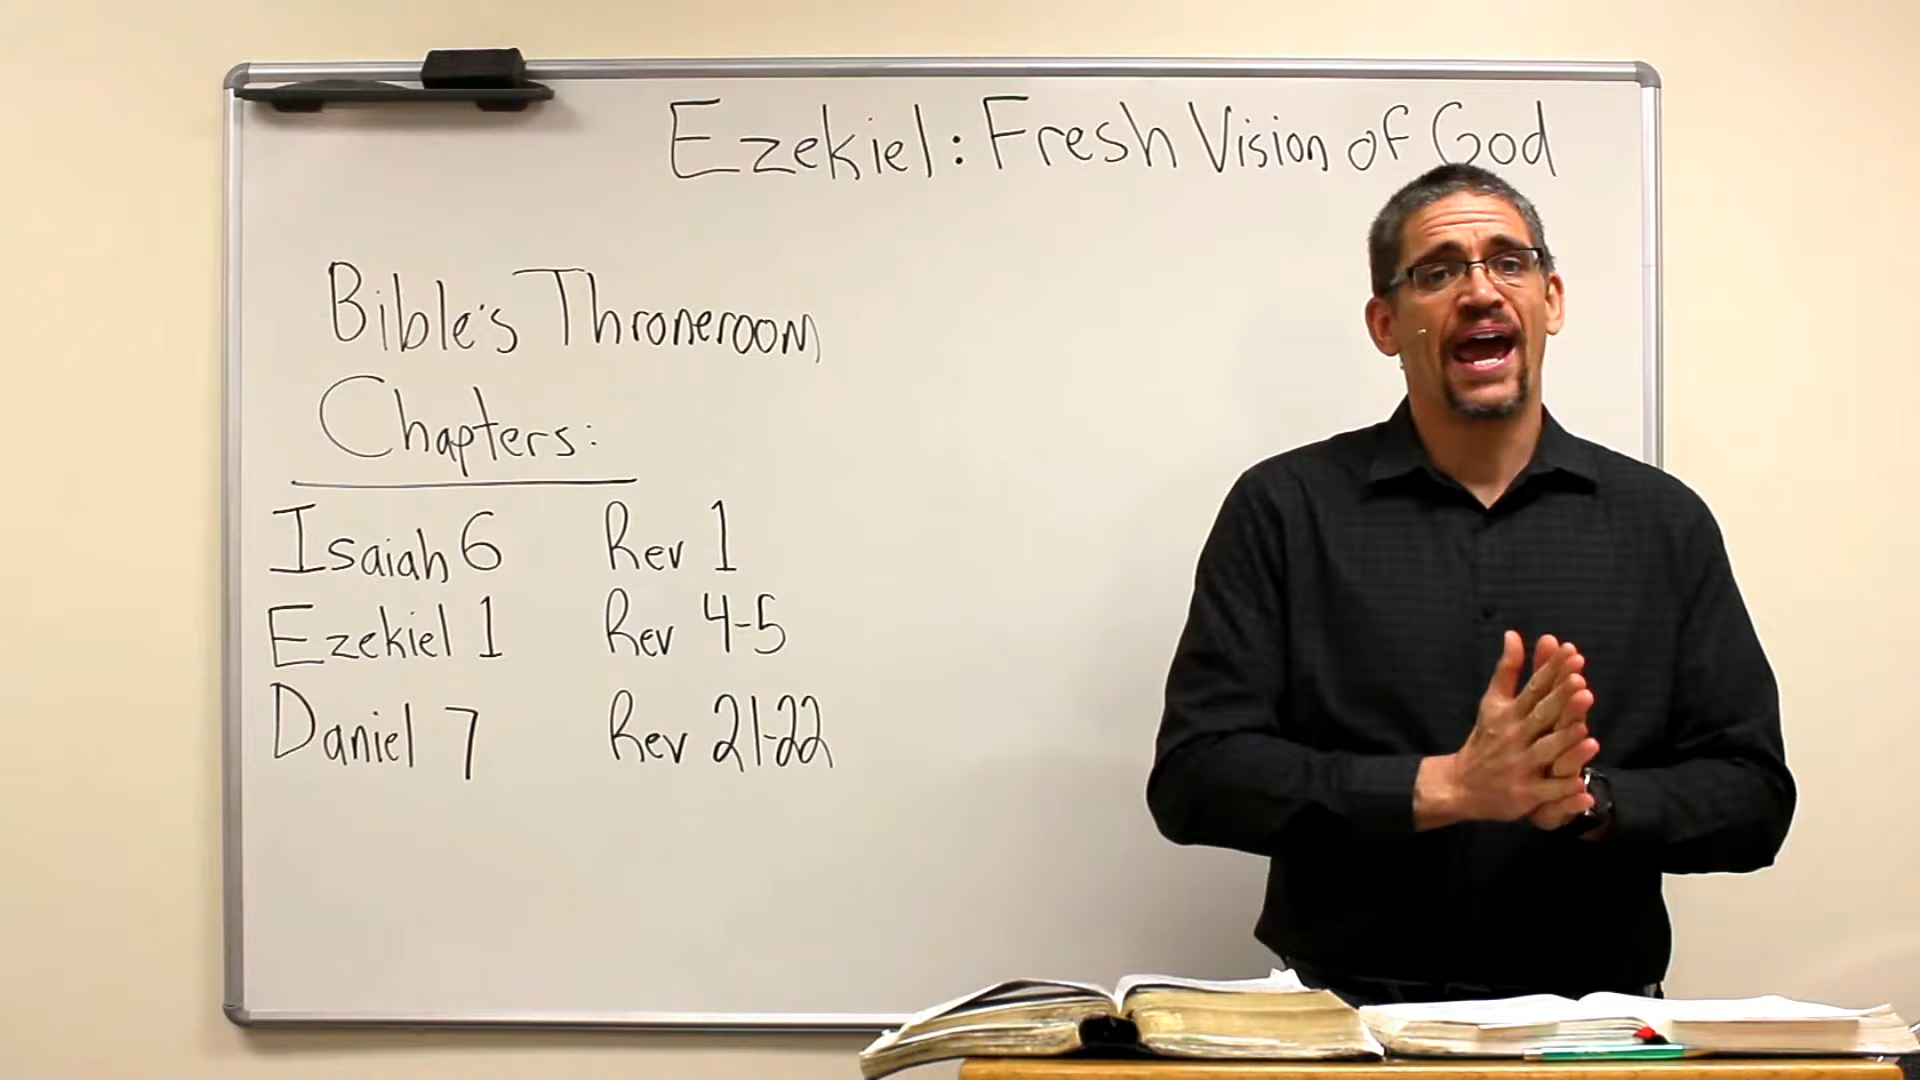 Ezekiel: Fresh Vision of God
Bible's Throneroom
Chapters:
Isaiah 6 Rev 1
Ezekiel 1 Rev 4-5
Daniel 7 Rev 21-22